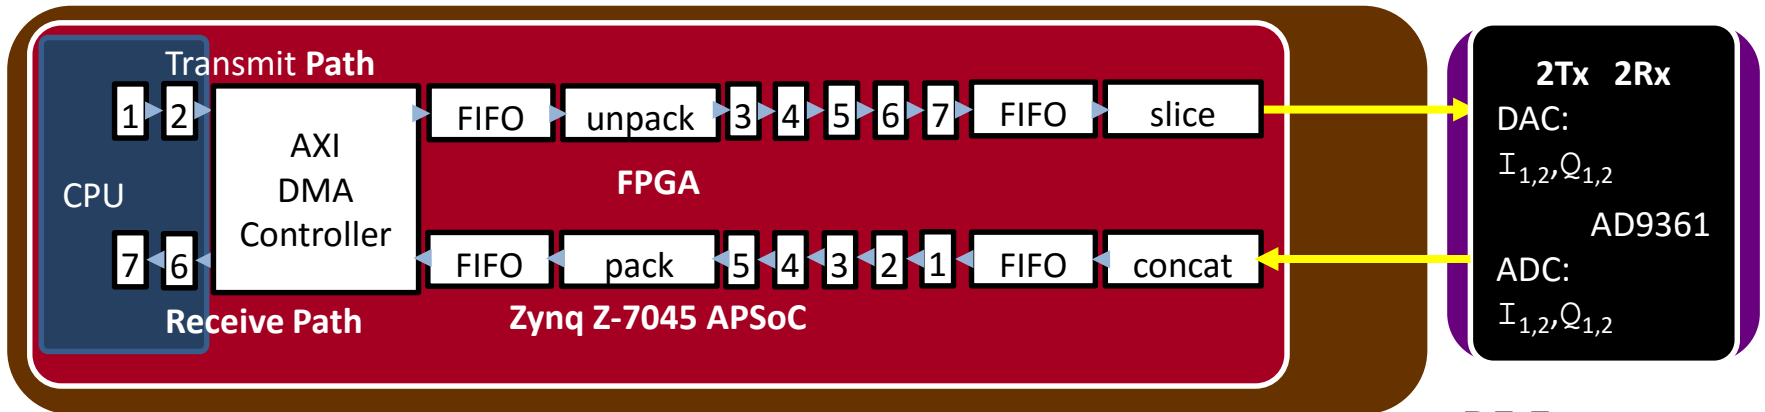 Transmit Path
1 2 FIFO unpack 3 4 5 6 7 FIFO slice
AXI
DMA
Controller
CPU
FPGA
7 6 FIFO pack 5 4 3 2 1 FIFO concat
Receive Path
Zynq Z-7045 APSoC
2Tx 2Rx
DAC:
I1,2,Q1,2
AD9361
ADC:
I1,2,Q1,2